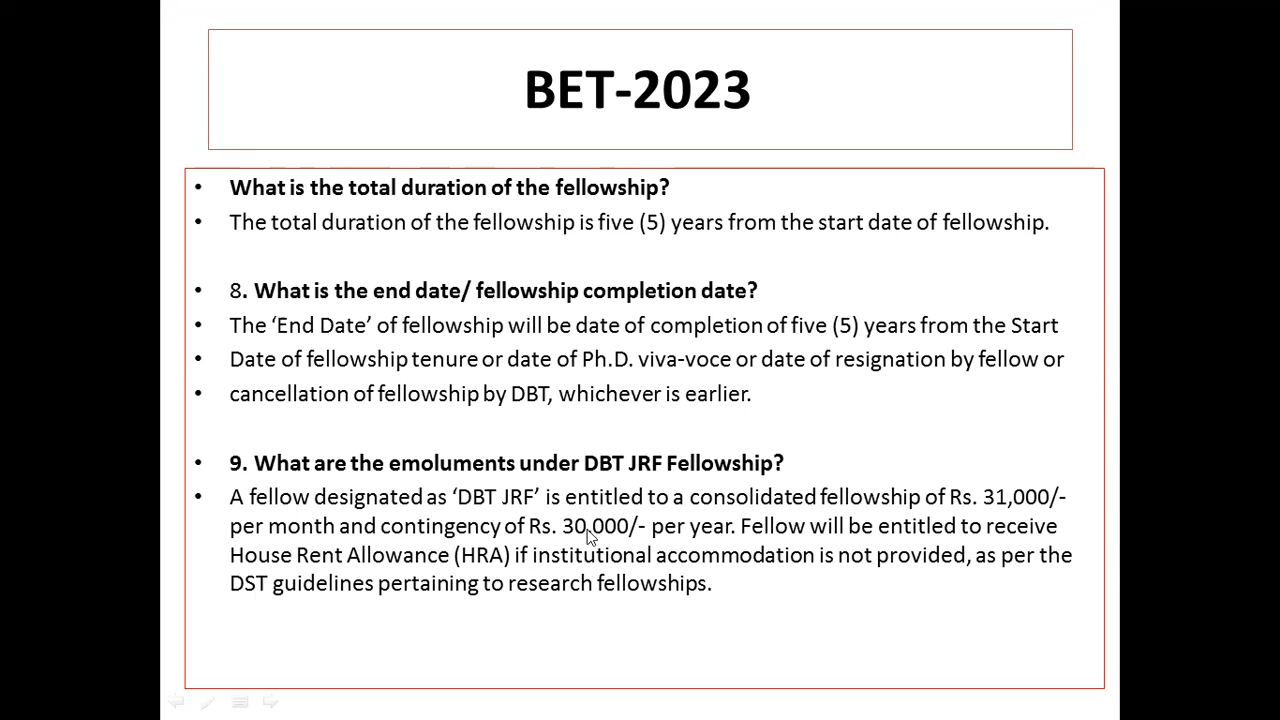 BET-2023
• What is the total duration of the fellowship?
• The total duration of the fellowship is five (5) years from the start date of fellowship.
• 8. What is the end date/ fellowship completion date?
• The ‘End Date’ of fellowship will be date of completion of five (5) years from the Start
• Date of fellowship tenure or date of Ph.D. viva-voce or date of resignation by fellow or
• cancellation of fellowship by DBT, whichever is earlier.
• 9. What are the emoluments under DBT JRF Fellowship?
• A fellow designated as ‘DBT JRF’ is entitled to a consolidated fellowship of Rs. 31,000/-
per month and contingency of Rs. 30,000/- per year. Fellow will be entitled to receive
House Rent Allowance (HRA) if institutional accommodation is not provided, as per the
DST guidelines pertaining to research fellowships.